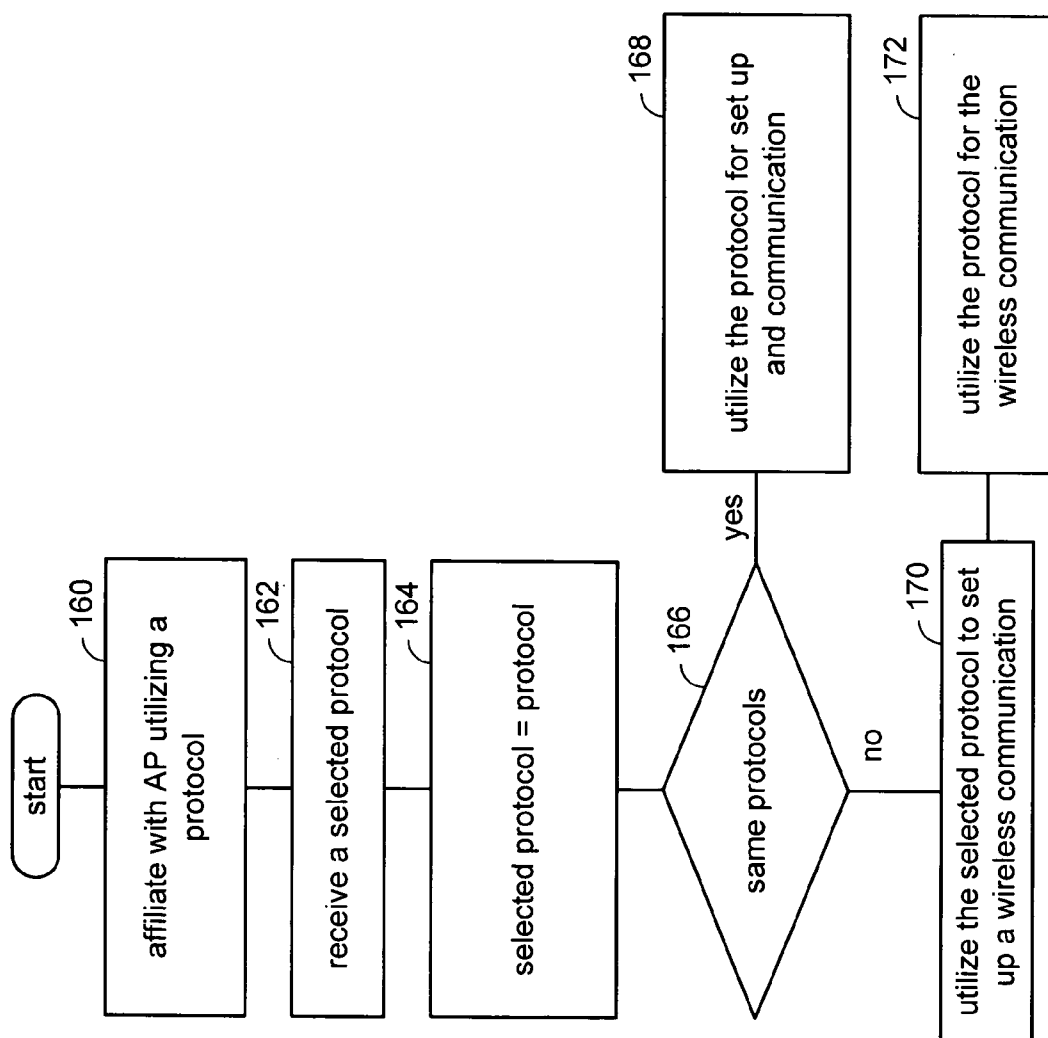 start
160
affiliate with AP utilizing a
protocol
162
receive a selected protocol
164
selected protocol = protocol
166
same protocols
yes
168
utilize the protocol for set up
and communication
no
170
utilize the selected protocol to set
up a wireless communication
172
utilize the protocol for the
wireless communication